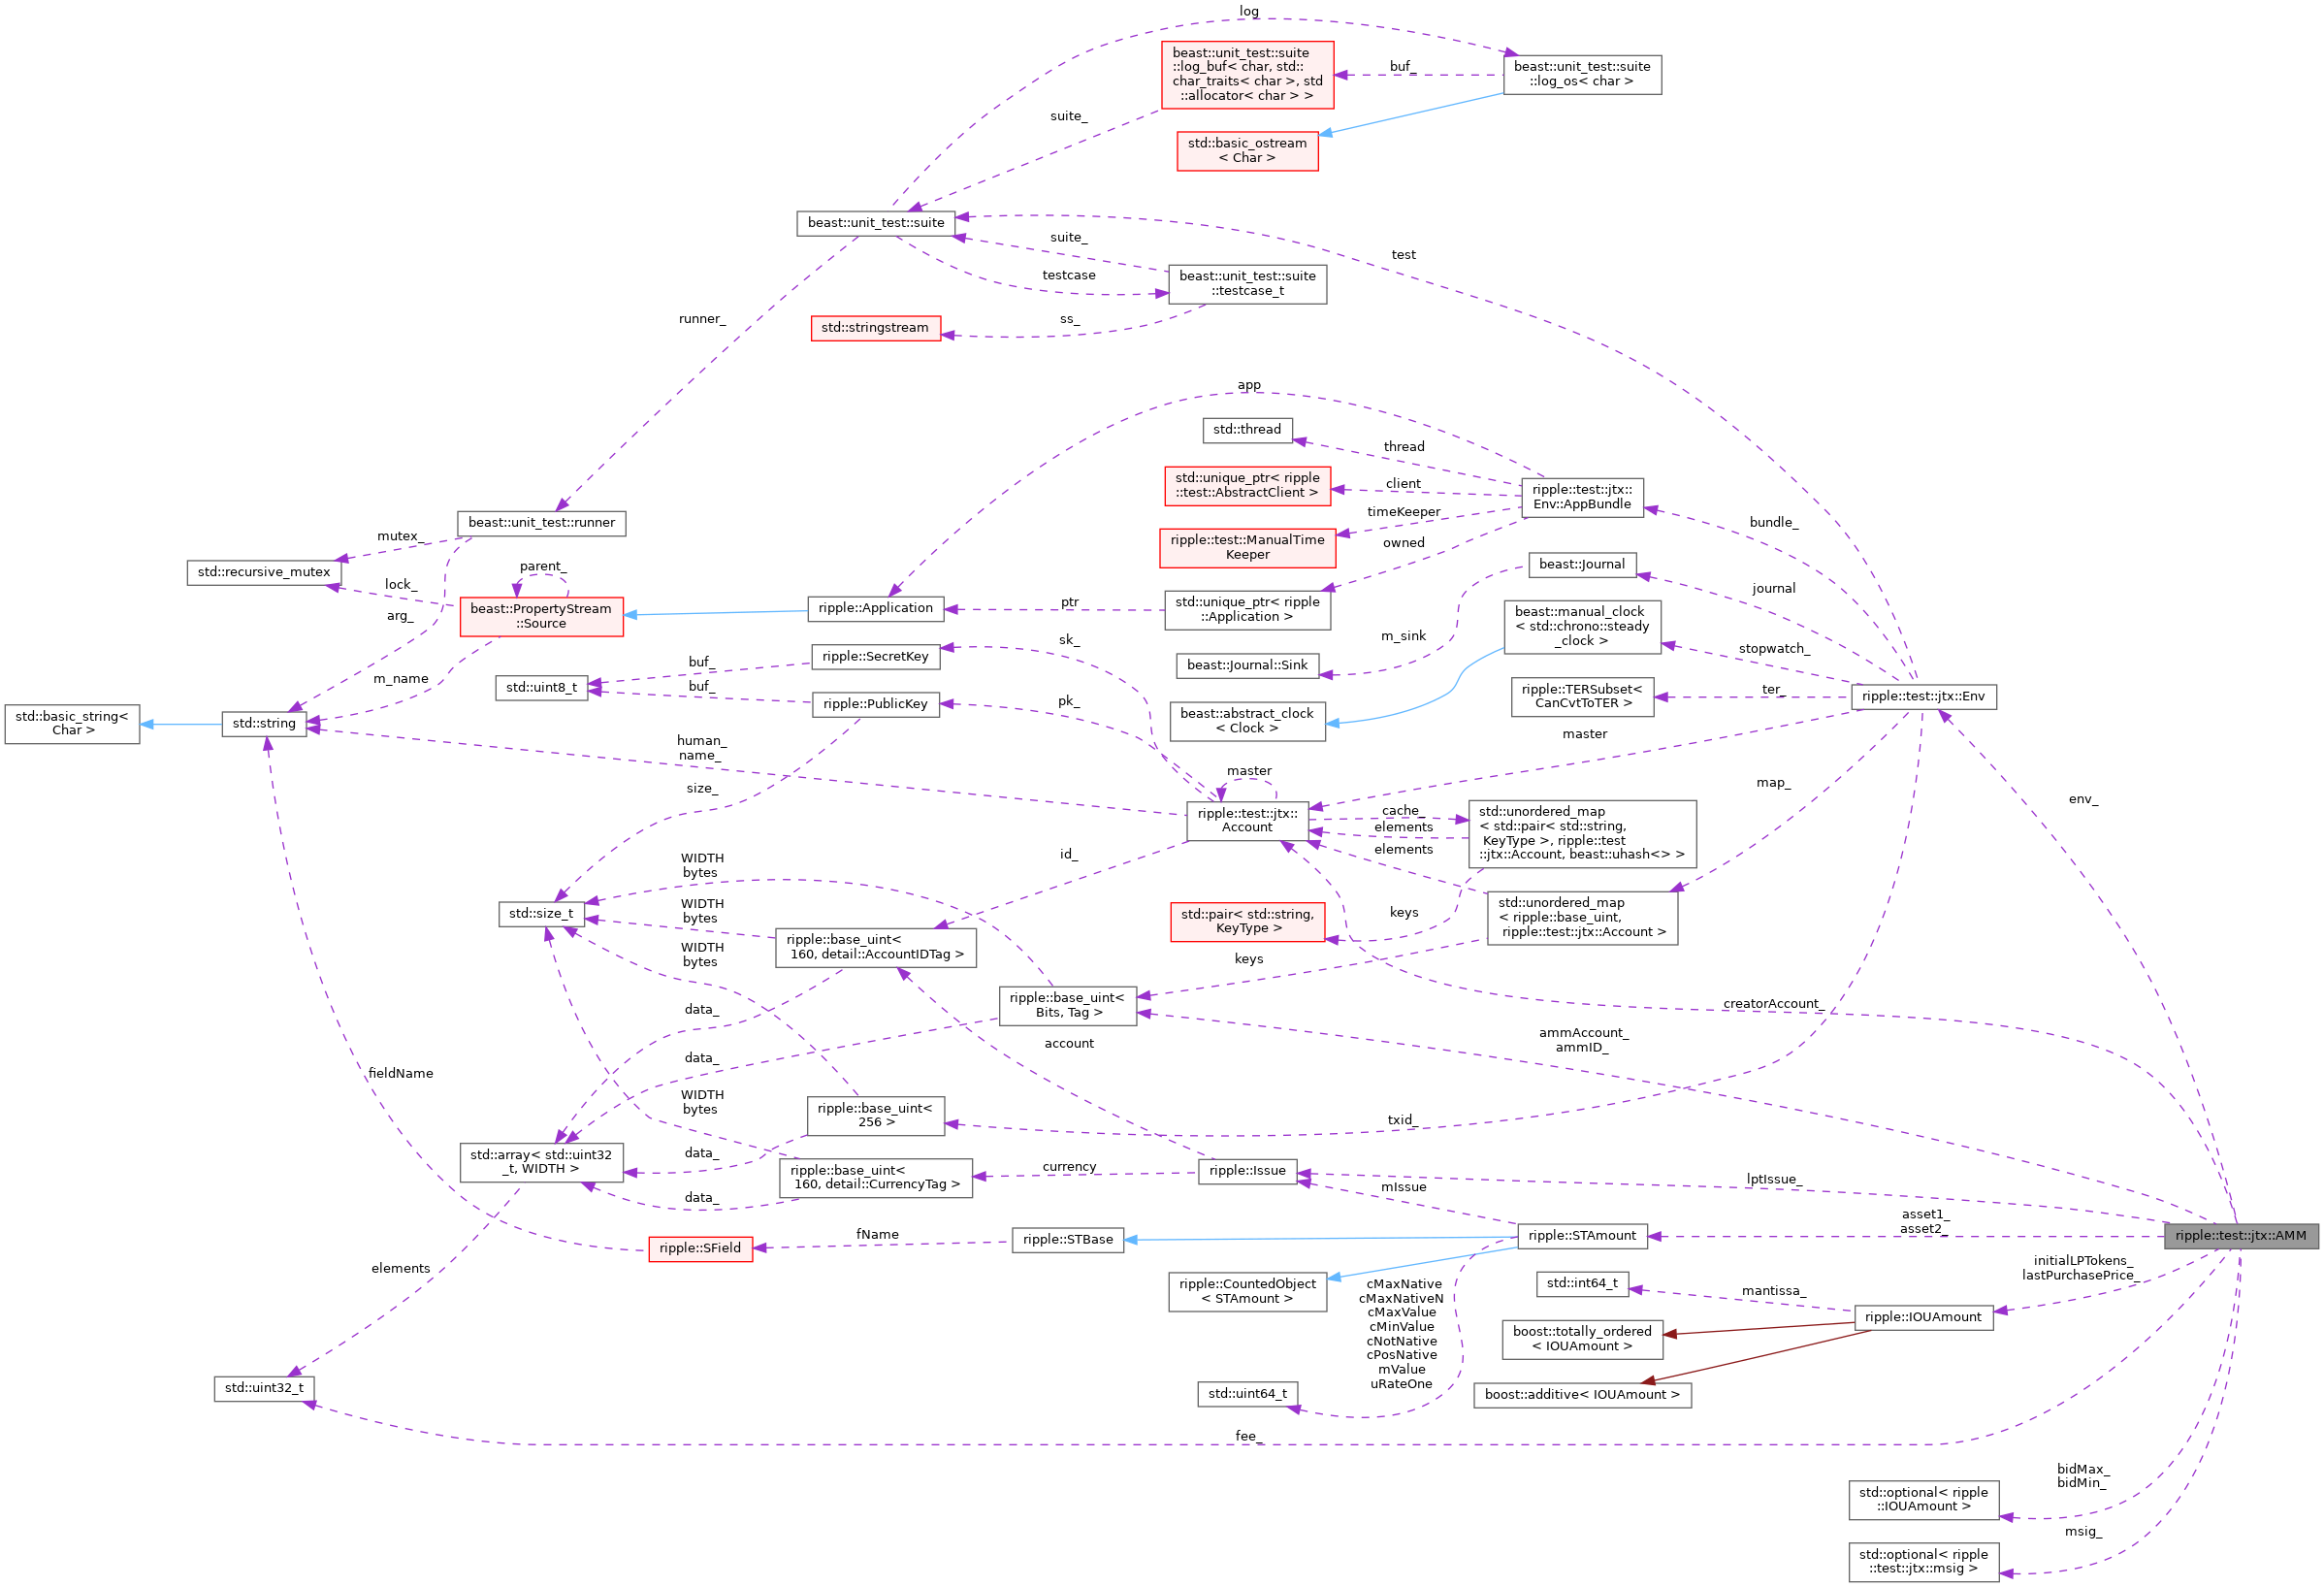 log
beast::unit_test::suite
::log_buf< char, std::
char_traits< char >, std
::allocator< char > >
buf_
beast::unit_test::suite
::log_os< char >
suite_
std::basic_ostream
< Char >
beast::unit_test::suite
suite_
test
testcase
beast::unit_test::suite
::testcase_t
runner_
std::stringstream
ss_
app
std::thread
thread
std::unique_ptr< ripple
::test::AbstractClient >
client
ripple::test::jtx::
Env::AppBundle
timeKeeper
bundle_
beast::unit_test::runner
mutex_
ripple::test::ManualTime
Keeper
owned
std::recursive_mutex
parent_
beast::Journal
lock_
journal
beast::PropertyStream
::Source
arg_
ripple::Application
ptr
std::unique_ptr< ripple
::Application >
beast::manual_clock
< std::chrono::steady
_clock >
m_sink
sk_
stopwatch_
ripple::SecretKey
buf_
beast::Journal::Sink
m_name
std::uint8_t
buf_
ripple::PublicKey
pk_
ripple::TERSubset<
CanCvtToTER >
ter_
ripple::test::jtx::Env
std::basic_string<
Char >
std::string
beast::abstract_clock
< Clock >
human_
name_
master
master
size_
map_
env_
ripple::test::jtx::
Account
cache_
elements
elements
std::unordered_map
< std::pair< std::string,
KeyType >, ripple::test
::jtx::Account, beast::uhash<> >
WIDTH
bytes
id_
std::size_t
WIDTH
bytes
std::pair< std::string,
KeyType >
keys
std::unordered_map
< ripple::base_uint,
ripple::test::jtx::Account >
WIDTH
bytes
ripple::base_uint<
160, detail::AccountIDTag >
keys
data_
ripple::base_uint<
Bits, Tag >
creatorAccount_
account
ammAccount_
ammID_
data_
fieldName
WIDTH
bytes
ripple::base_uint<
256 >
txid_
std::array< std::uint32
_t, WIDTH >
data_
ripple::base_uint<
160, detail::CurrencyTag >
currency
ripple::Issue
mIssue
lptIssue_
data_
asset1_
asset2_
fName
ripple::SField
ripple::STBase
ripple::STAmount
ripple::test::jtx::AMM
elements
ripple::CountedObject
< STAmount >
cMaxNative
cMaxNativeN
cMaxValue
cMinValue
cNotNative
cPosNative
mValue
uRateOne
std::int64_t
mantissa_
initialLPTokens_
lastPurchasePrice_
ripple::IOUAmount
boost::totally_ordered
< IOUAmount >
std::uint32_t
std::uint64_t
boost::additive< IOUAmount >
fee_
bidMax_
bidMin_
std::optional< ripple
::IOUAmount >
msig_
std::optional< ripple
::test::jtx::msig >